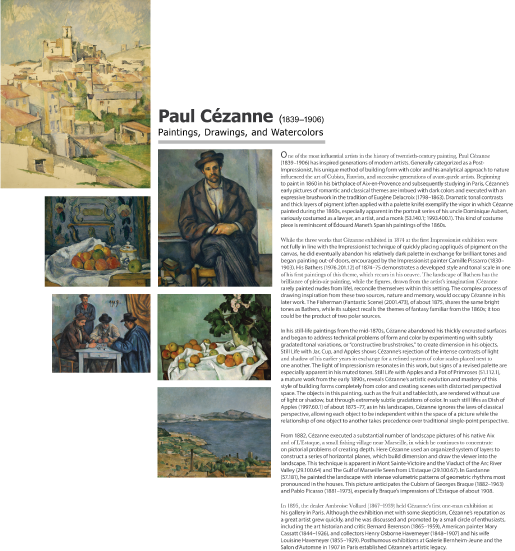 Paul Cézanne (1839–1906)
Paintings, Drawings, and Watercolors
One of the most influential artists in the history of twentieth-century painting, Paul Cézanne
(1839–1906) has inspired generations of modern artists. Generally categorized as a Post-
Impressionist, his unique method of building form with color and his analytical approach to nature
influenced the art of Cubists, Fauvists, and successive generations of avant-garde artists. Beginning
to paint in 1860 in his birthplace of Aix-en-Provence and subsequently studying in Paris, Cézanne's
early pictures of romantic and classical themes are imbued with dark colors and executed with an
expressive brushwork in the tradition of Eugène Delacroix (1798–1863). Dramatic tonal contrasts
and thick layers of pigment (often applied with a palette knife) exemplify the vigor in which Cézanne
painted during the 1860s, especially apparent in the portrait series of his uncle Dominique Aubert,
variously costumed as a lawyer, an artist, and a monk (53.140.1; 1993.400.1). This kind of costume
piece is reminiscent of Édouard Manet's Spanish paintings of the 1860s.
While the three works that Cézanne exhibited in 1874 at the first Impressionist exhibition were
not fully in line with the Impressionist technique of quickly placing appliqués of pigment on the
canvas, he did eventually abandon his relatively dark palette in exchange for brilliant tones and
began painting out-of-doors, encouraged by the Impressionist painter Camille Pissarro (1830–
1903). His Bathers (1976.201.12) of 1874–75 demonstrates a developed style and tonal scale in one
of his first paintings of this theme, which recurs in his oeuvre. The landscape of Bathers has the
brilliance of plein-air painting, while the figures, drawn from the artist's imagination (Cézanne
rarely painted nudes from life), reconcile themselves within this setting. The complex process of
drawing inspiration from these two sources, nature and memory, would occupy Cézanne in his
later work. The Fishermen (Fantastic Scene) (2001.473), of about 1875, shares the same bright
tones as Bathers, while its subject recalls the themes of fantasy familiar from the 1860s; it too
could be the product of two polar sources.
In his still-life paintings from the mid-1870s, Cézanne abandoned his thickly encrusted surfaces
and began to address technical problems of form and color by experimenting with subtly
gradated tonal variations, or "constructive brushstrokes," to create dimension in his objects.
Still Life with Jar, Cup, and Apples shows Cézanne's rejection of the intense contrasts of light
and shadow of his earlier years in exchange for a refined system of color scales placed next to
one another. The light of Impressionism resonates in this work, but signs of a revised palette are
especially apparent in his muted tones. Still Life with Apples and a Pot of Primroses (51.112.1),
a mature work from the early 1890s, reveals Cézanne's artistic evolution and mastery of this
style of building forms completely from color and creating scenes with distorted perspectival
space. The objects in this painting, such as the fruit and tablecloth, are rendered without use
of light or shadow, but through extremely subtle gradations of color. In such still lifes as Dish of
Apples (1997.60.1) of about 1875–77, as in his landscapes, Cézanne ignores the laws of classical
perspective, allowing each object to be independent within the space of a picture while the
relationship of one object to another takes precedence over traditional single-point perspective.
From 1882, Cézanne executed a substantial number of landscape pictures of his native Aix
and of L'Estaque, a small fishing village near Marseille, in which he continues to concentrate
on pictorial problems of creating depth. Here Cézanne used an organized system of layers to
construct a series of horizontal planes, which build dimension and draw the viewer into the
landscape. This technique is apparent in Mont Sainte-Victoire and the Viaduct of the Arc River
Valley (29.100.64) and The Gulf of Marseille Seen from L'Estaque (29.100.67). In Gardanne
(57.181), he painted the landscape with intense volumetric patterns of geometric rhythms most
pronounced in the houses. This picture anticipates the Cubism of Georges Braque (1882–1963)
and Pablo Picasso (1881–1973), especially Braque's impressions of L'Estaque of about 1908.
In 1895, the dealer Ambroise Vollard (1867–1939) held Cézanne's first one-man exhibition at
his gallery in Paris. Although the exhibition met with some skepticism, Cézanne's reputation as
a great artist grew quickly, and he was discussed and promoted by a small circle of enthusiasts,
including the art historian and critic Bernard Berenson (1865–1959), American painter Mary
Cassatt (1844–1926), and collectors Henry Osborne Havemeyer (1848–1907) and his wife
Louisine Havemeyer (1855–1929). Posthumous exhibitions at Galerie Bernheim-Jeune and the
Salon d'Automne in 1907 in Paris established Cézanne's artistic legacy.